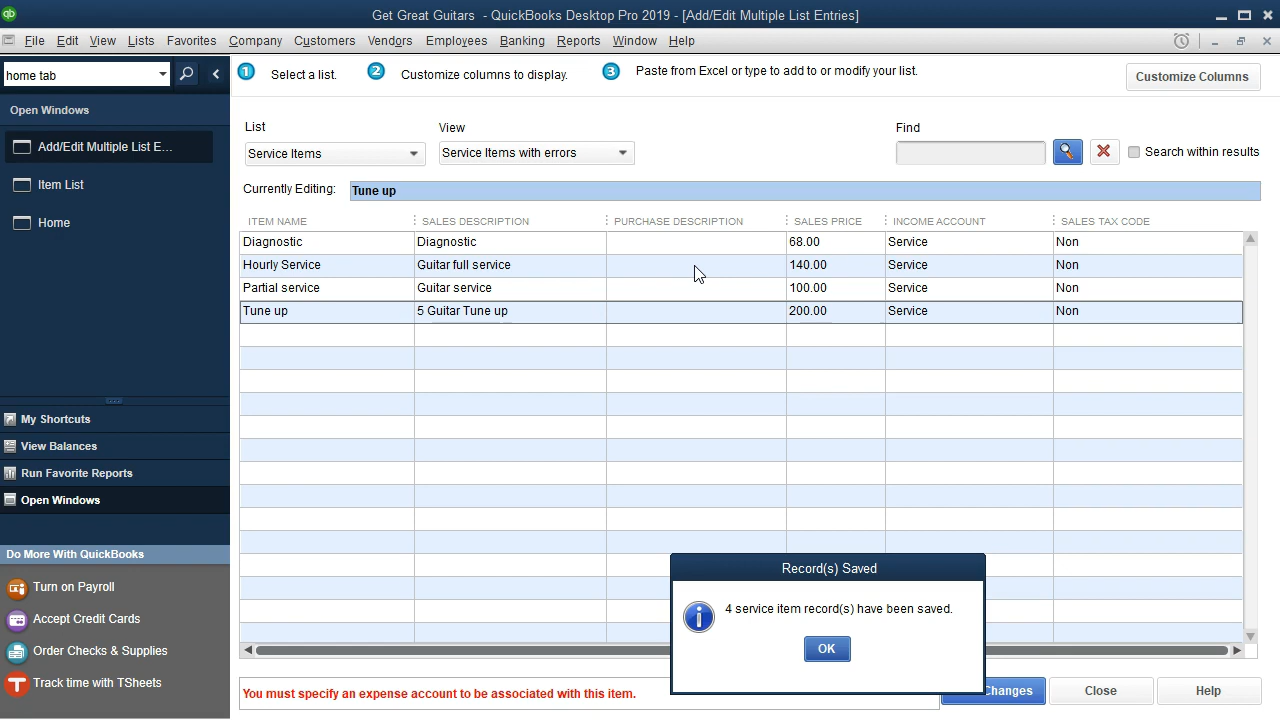 Get Great Guitars - QuickBooks Desktop Pro 2019 - [Add/Edit Multiple List Entries]
File Edit View Lists Favorites Company Customers Vendors Employees Banking Reports Window Help
home tab
1 Select a list. 2 Customize columns to display. 3 Paste from Excel or type to add to or modify your list.
Customize Columns
Open Windows
Add/Edit Multiple List E...
Item List
Home
List View Find
Service Items Service Items with errors Search within results
Currently Editing: Tune up
ITEM NAME SALES DESCRIPTION PURCHASE DESCRIPTION SALES PRICE INCOME ACCOUNT SALES TAX CODE
Diagnostic Diagnostic 68.00 Service Non
Hourly Service Guitar full service 140.00 Service Non
Partial service Guitar service 100.00 Service Non
Tune up 5 Guitar Tune up 200.00 Service Non
My Shortcuts
View Balances
Run Favorite Reports
Open Windows
Do More With QuickBooks
Turn on Payroll
Accept Credit Cards
Order Checks & Supplies
Track time with TSheets
Record(s) Saved
4 service item record(s) have been saved.
OK
You must specify an expense account to be associated with this item.
Changes Close Help